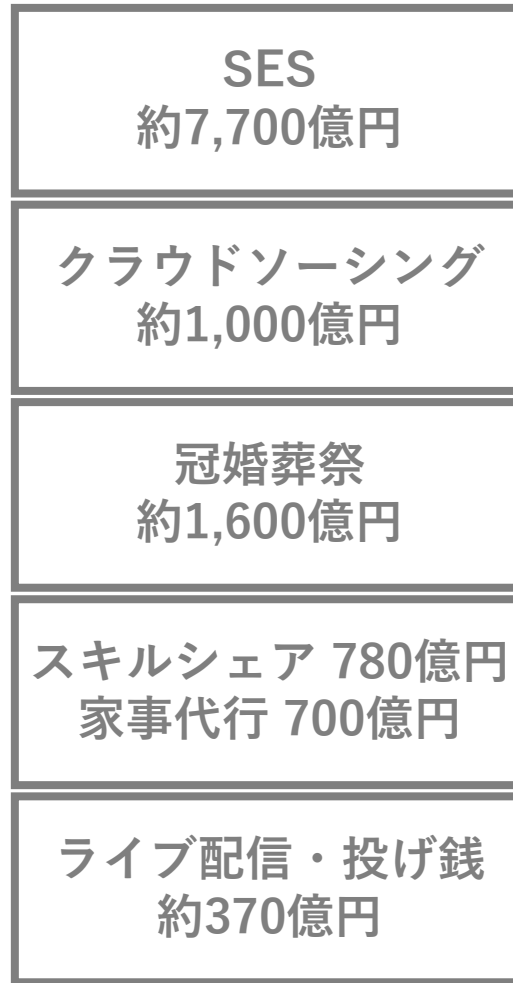 SES
約7,700億円
クラウドソーシング
約1,000億円
冠婚葬祭
約1,600億円
スキルシェア 780億円
家事代行 700億円
ライブ配信・投げ銭
約370億円